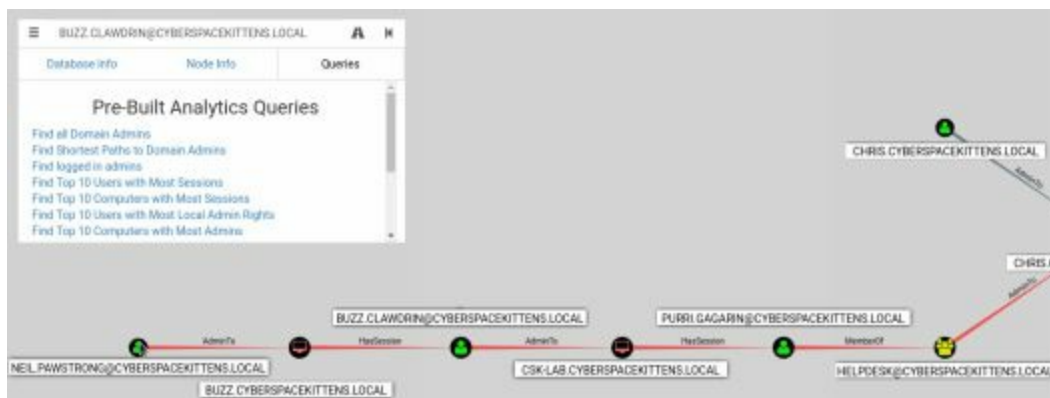 BUZZ.CLAWDRIN@CYBERSPACEKITTENS.LOCAL
Database Info Node Info Queries
Pre-Built Analytics Queries
Find all Domain Admins
Find Shortest Paths to Domain Admins
Find logged in admins
Find Top 10 Users with Most Sessions
Find Top 10 Computers with Most Sessions
Find Top 10 Users with Most Local Admin Rights
Find Top 10 Computers with Most Admins
CHRIS.CYBERSPACEKITTENS.LOCAL
AdminTo
CHRIS.
AdminTo
BUZZ.CLAWDRIN@CYBERSPACEKITTENS.LOCAL PURRI.GAGARIN@CYBERSPACEKITTENS.LOCAL
AdminTo HasSession AdminTo HasSession MemberOf
NEIL.PAWSTRONG@CYBERSPACEKITTENS.LOCAL CSK-LAB.CYBERSPACEKITTENS.LOCAL HELPDESK@CYBERSPACEKITTENS.LOCAL
BUZZ.CYBERSPACEKITTENS.LOCAL